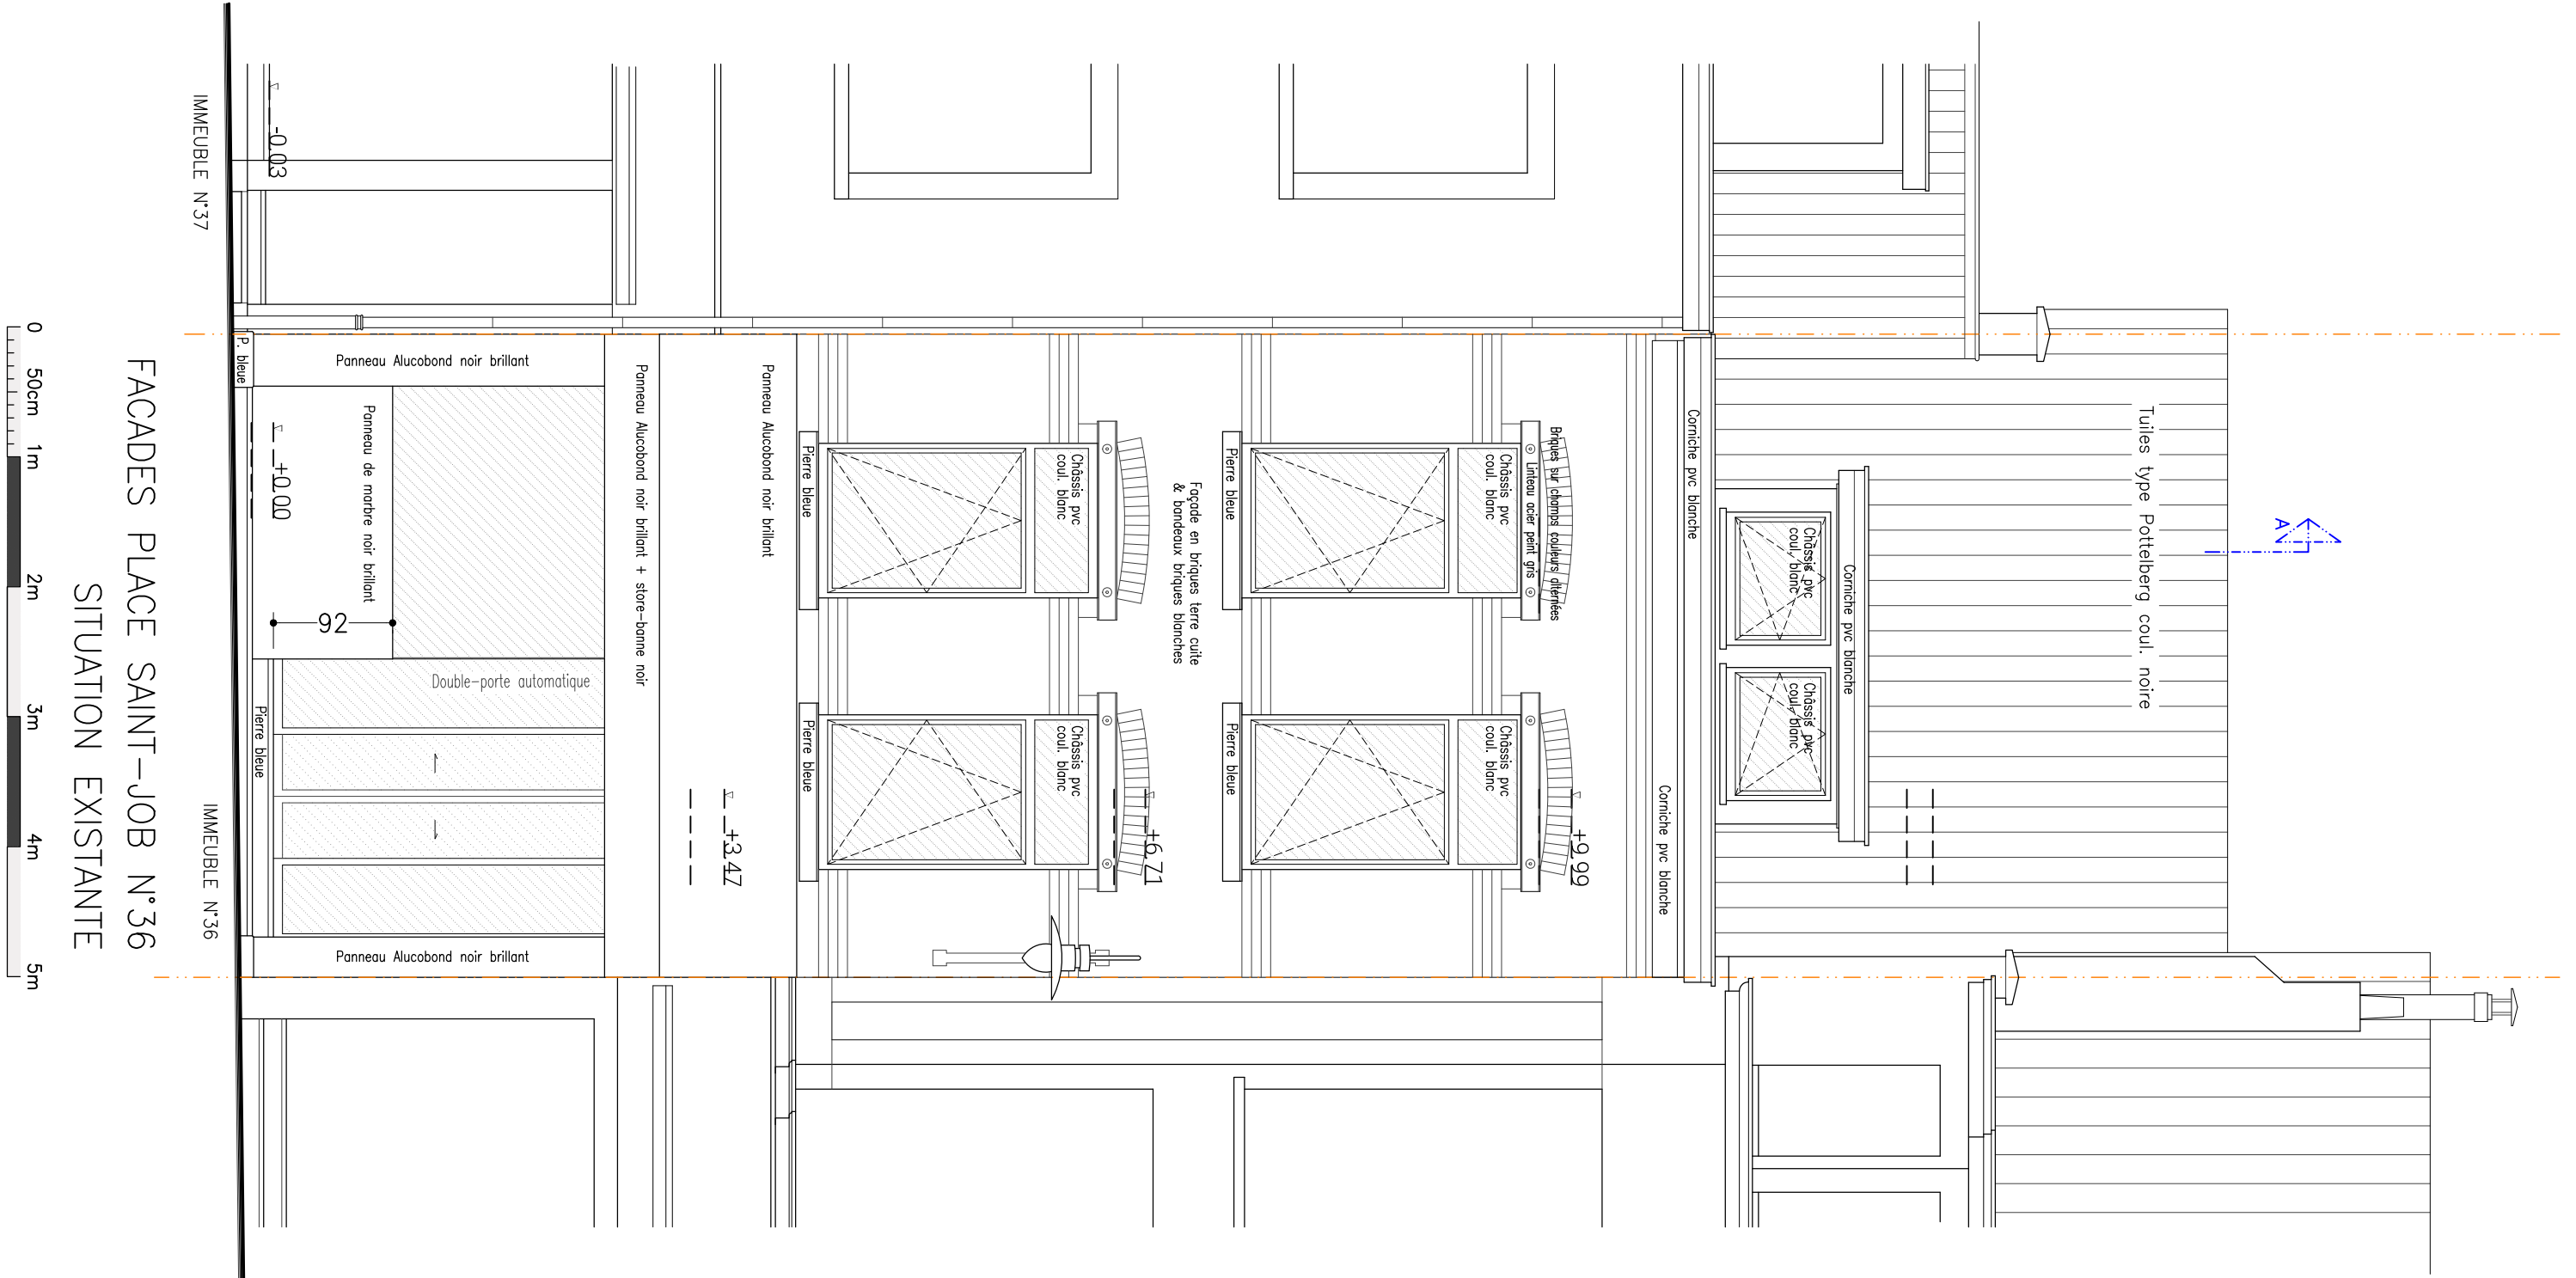 A
Tuiles type Pottelberg coul. noire
Corniche pvc blanche
Châssis pvc
coul. blanc
Châssis pvc
coul. blanc
Corniche pvc blanche
Corniche pvc blanche
+9.99
Briques sur champs couleurs alternées
Linteau acier peint gris
Châssis pvc
coul. blanc
Châssis pvc
coul. blanc
Pierre bleue
Pierre bleue
Façade en briques terre cuite
& bandeaux briques blanches
+6.71
Châssis pvc
coul. blanc
Châssis pvc
coul. blanc
Pierre bleue
Pierre bleue
Panneau Alucobond noir brillant
+3.47
Panneau Alucobond noir brillant + store-banne noir
Panneau Alucobond noir brillant
Double-porte automatique
Panneau Alucobond noir brillant
Panneau de marbre noir brillant
92
-0.03
+0.00
P. bleue
Pierre bleue
IMMEUBLE N°37
IMMEUBLE N°36
FACADES PLACE SAINT-JOB N°36
SITUATION EXISTANTE
0 50cm 1m 2m 3m 4m 5m